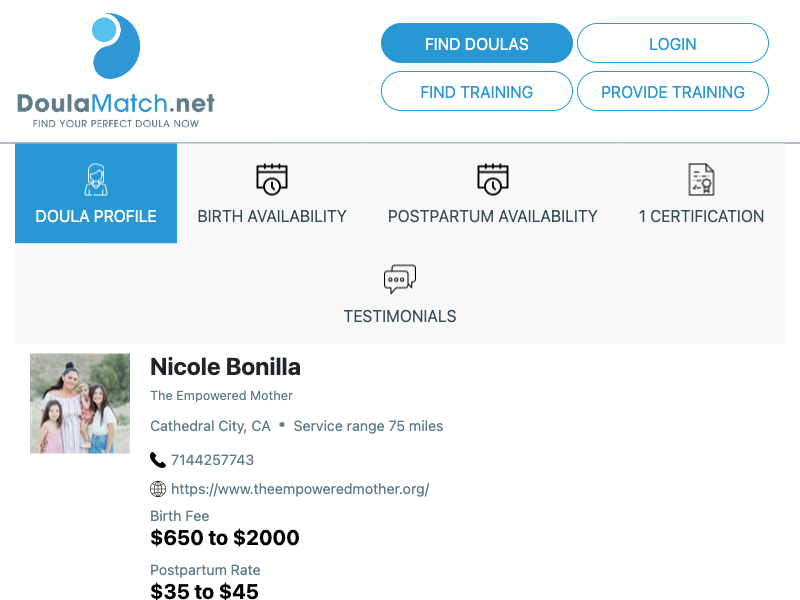 DoulaMatch.net
FIND YOUR PERFECT DOULA NOW
FIND DOULAS
LOGIN
FIND TRAINING
PROVIDE TRAINING
DOULA PROFILE
BIRTH AVAILABILITY
POSTPARTUM AVAILABILITY
1 CERTIFICATION
TESTIMONIALS
Nicole Bonilla
The Empowered Mother
Cathedral City, CA • Service range 75 miles
7144257743
https://www.theempoweredmother.org/
Birth Fee
$650 to $2000
Postpartum Rate
$35 to $45